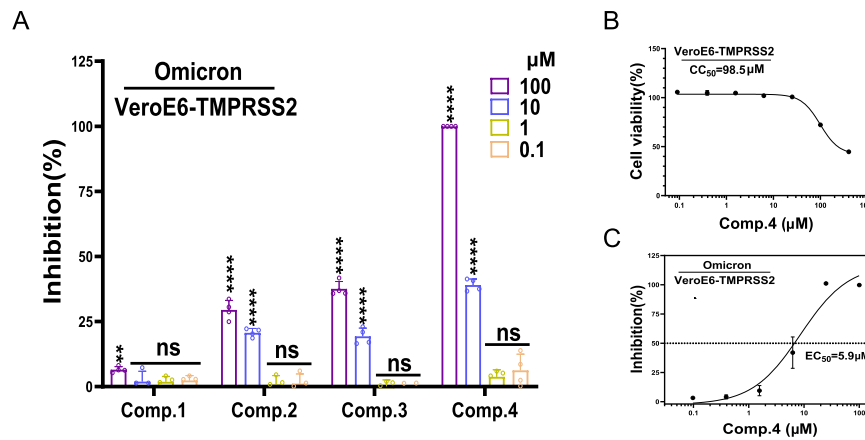 A
Inhibition(%)
125
100
75
50
25
0
Omicron
VeroE6-TMPRSS2
µM
100
10
1
0.1
**
ns
****
****
ns
****
****
ns
****
****
ns
Comp.1
Comp.2
Comp.3
Comp.4
B
Cell viability(%)
150
100
50
0
VeroE6-TMPRSS2
CC50=98.5µM
0.1
1
10
100
Comp.4 (µM)
C
Inhibition(%)
125
100
75
50
25
0
Omicron
VeroE6-TMPRSS2
EC50=5.9µM
0.1
1
10
100
Comp.4 (µM)